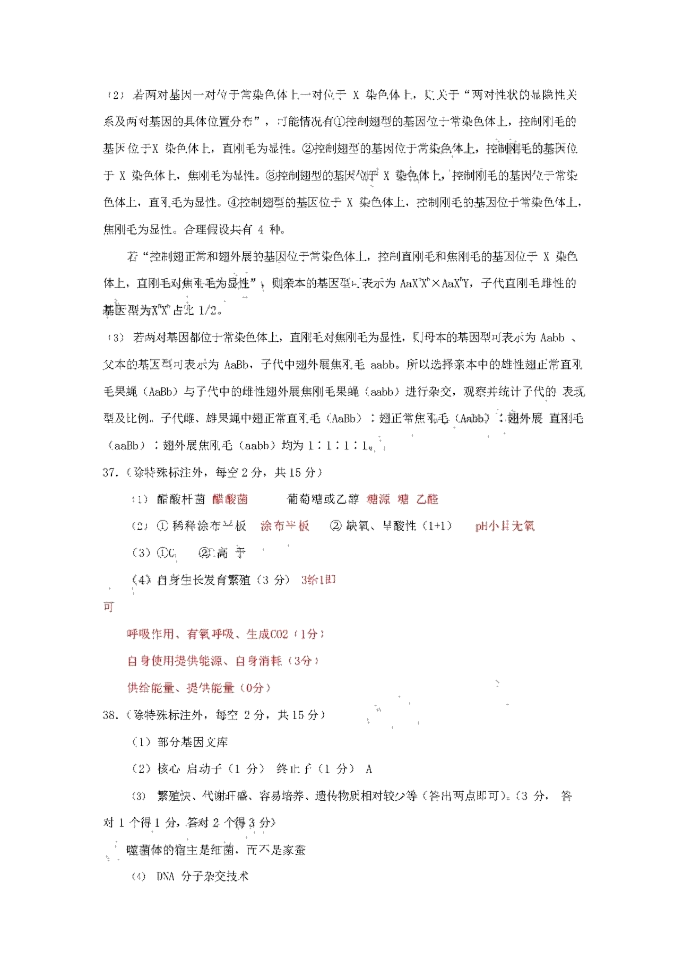 (2) 若两对基因一对位于常染色体上一对位于 X 染色体上，则关于“两对性状的显隐性关
系及两对基因的具体位置分布”，可能情况有①控制翅型的基因位于常染色体上，控制刚毛的
基因位于X 染色体上，直刚毛为显性。②控制翅型的基因位于常染色体上，控制刚毛的基因位
于 X 染色体上，焦刚毛为显性。③控制翅型的基因位于 X 染色体上，控制刚毛的基因位于常染
色体上，直刚毛为显性。④控制翅型的基因位于 X 染色体上，控制刚毛的基因位于常染色体上，
焦刚毛为显性。合理假设共有 4 种。
若“控制翅正常和翅外展的基因位于常染色体上，控制直刚毛和焦刚毛的基因位于 X 染色
体上，直刚毛对焦刚毛为显性”，则亲本的基因型可表示为 AaXᴮXᵇ×AaXᴮY，子代直刚毛雌性的
基因型为XᴮXᵇ占比 1/2。
(3) 若两对基因都位于常染色体上，直刚毛对焦刚毛为显性，则母本的基因型可表示为 Aabb 、
父本的基因型可表示为 AaBb，子代中翅外展焦刚毛 aabb。所以选择亲本中的雄性翅正常直刚
毛果蝇（AaBb）与子代中的雌性翅外展焦刚毛果蝇（aabb）进行杂交，观察并统计子代的 表现
型及比例。子代雌、雄果蝇中翅正常直刚毛（AaBb）：翅正常焦刚毛（Aabb）：翅外展 直刚毛
（aaBb）：翅外展焦刚毛（aabb）均为 1：1：1：1。
37．（除特殊标注外，每空 2 分，共 15 分）
(1) 醋酸杆菌 醋酸菌 葡萄糖或乙醇 糖源 糖 乙醛
(2) ① 稀释涂布平板 涂布平板 ② 缺氧、呈酸性（1+1） pH小且无氧
（3）①C₁ ② 高 于
（4）自身生长发育繁殖（3 分） 3给1即
可
呼吸作用、有氧呼吸、生成CO2（1分）
自身使用提供能源、自身消耗（3分）
供给能量、提供能量（0分）
38．（除特殊标注外，每空 2 分，共 15 分）
（1）部分基因文库
（2）核心 启动子（1 分） 终止子（1 分） A
(3) 繁殖快、代谢旺盛、容易培养、遗传物质相对较少等（答出两点即可）。（3 分， 答
对 1 个得 1 分，答对 2 个得 3 分）
噬菌体的宿主是细菌，而不是家蚕
(4) DNA 分子杂交技术